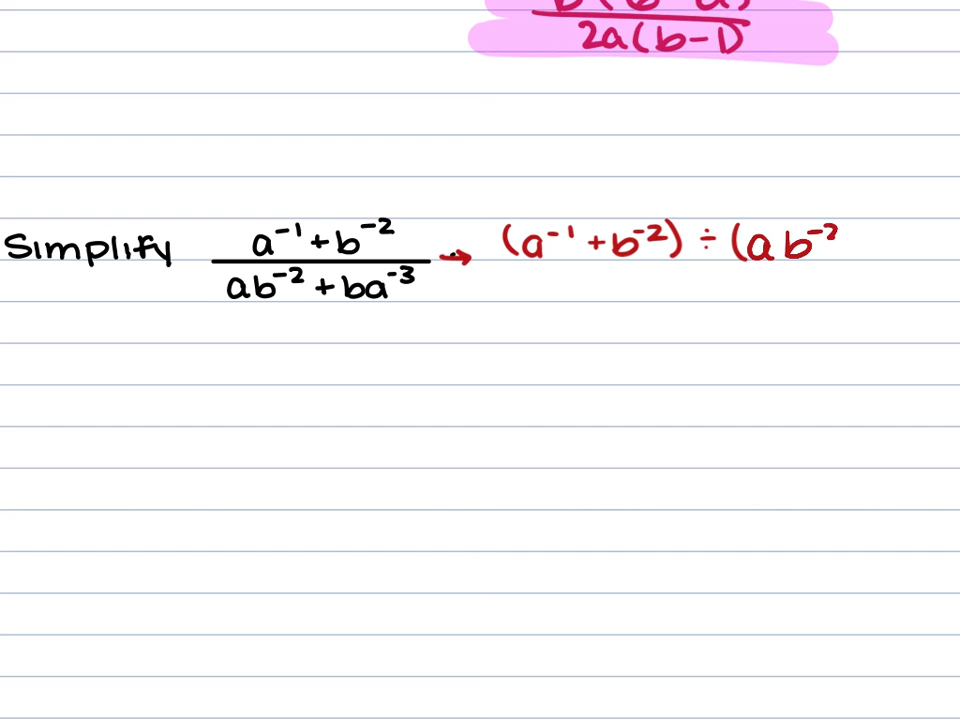 2a(b-1)
Simplify a⁻¹+b⁻² / ab⁻²+ba⁻³ → (a⁻¹+b⁻²) ÷ (ab⁻²